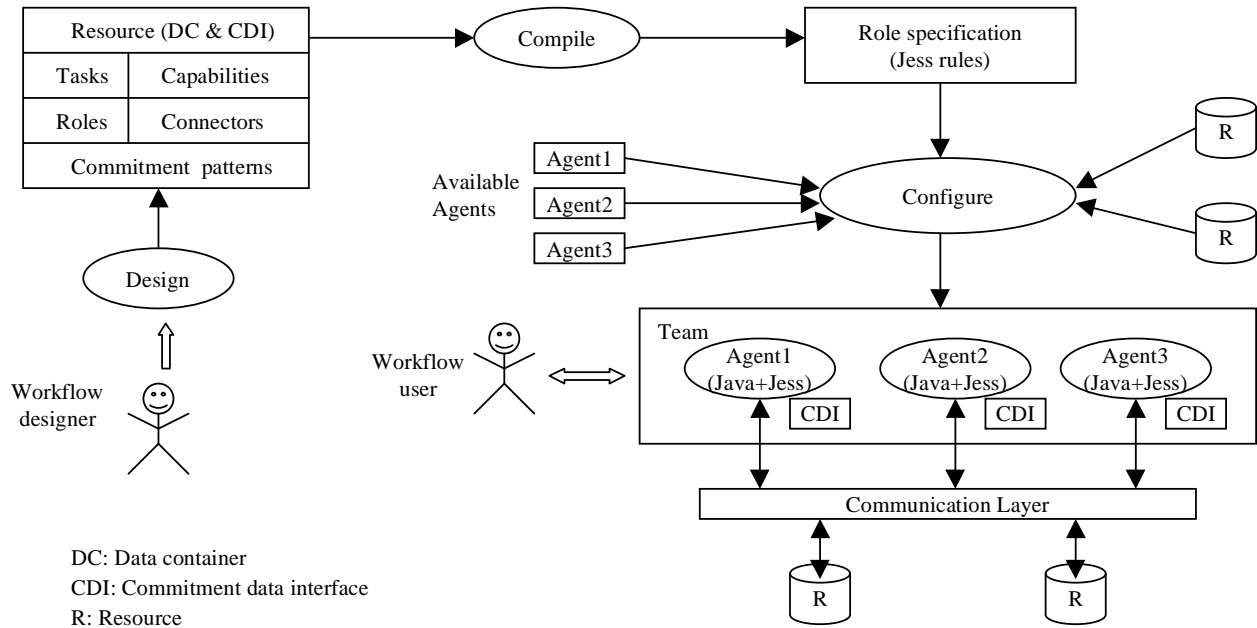 Resource (DC & CDI)
Tasks
Capabilities
Roles
Connectors
Commitment patterns
Compile
Role specification
(Jess rules)
R
Available
Agents
Agent1
Agent2
Agent3
Configure
R
Design
Workflow
designer
Workflow
user
Team
Agent1
(Java+Jess)
CDI
Agent2
(Java+Jess)
CDI
Agent3
(Java+Jess)
CDI
Communication Layer
R
R
DC: Data container
CDI: Commitment data interface
R: Resource